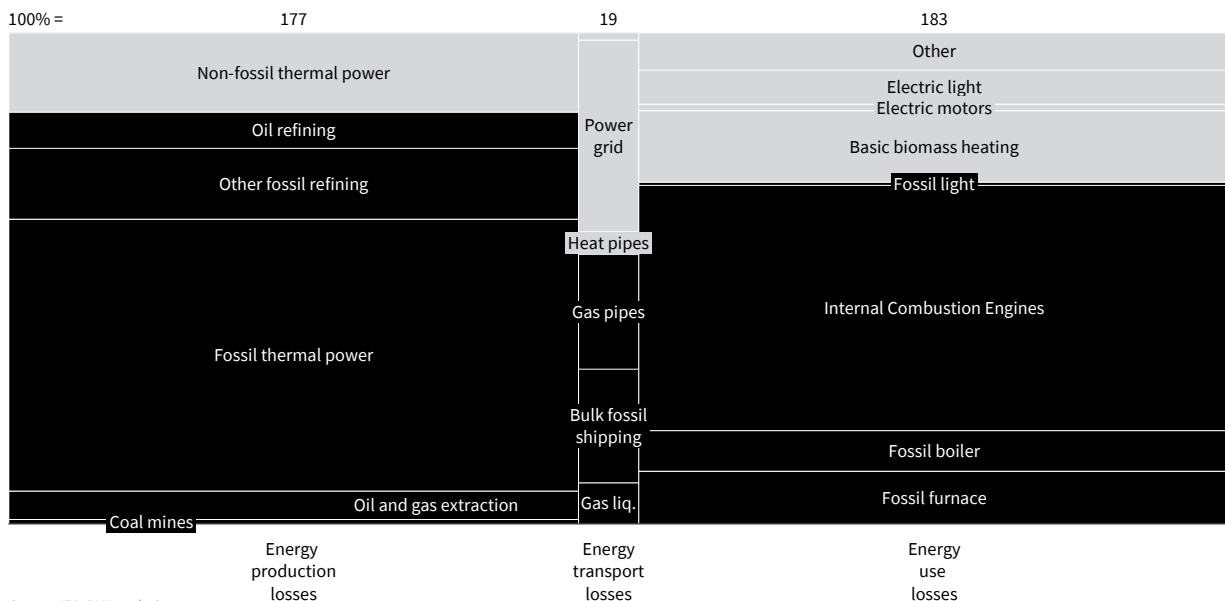 100% =
177
19
183
Non-fossil thermal power
Oil refining
Other fossil refining
Fossil thermal power
Oil and gas extraction
Coal mines
Power
grid
Heat pipes
Gas pipes
Bulk fossil
shipping
Gas liq.
Other
Electric light
Electric motors
Basic biomass heating
Fossil light
Internal Combustion Engines
Fossil boiler
Fossil furnace
Energy
production
losses
Energy
transport
losses
Energy
use
losses